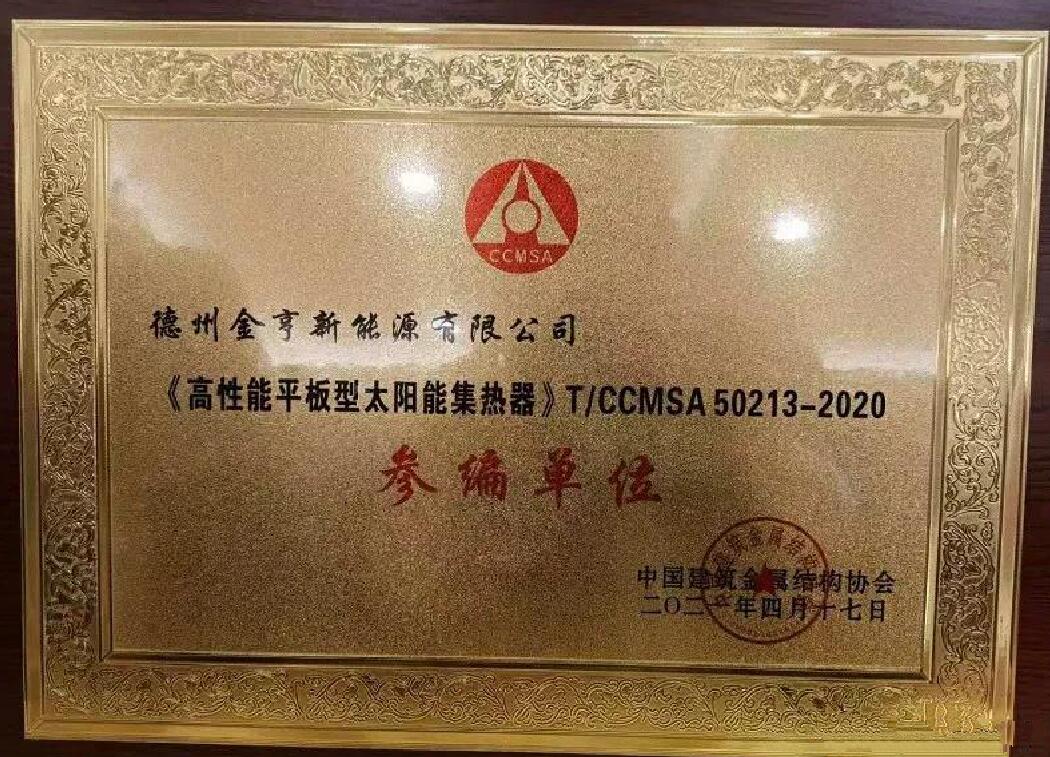 CCMSA
德州金亨新能源有限公司
《高性能平板型太阳能集热器》T/CCMSA 50213-2020
参编单位
中国建筑金属结构协会
二〇二一年四月十七日